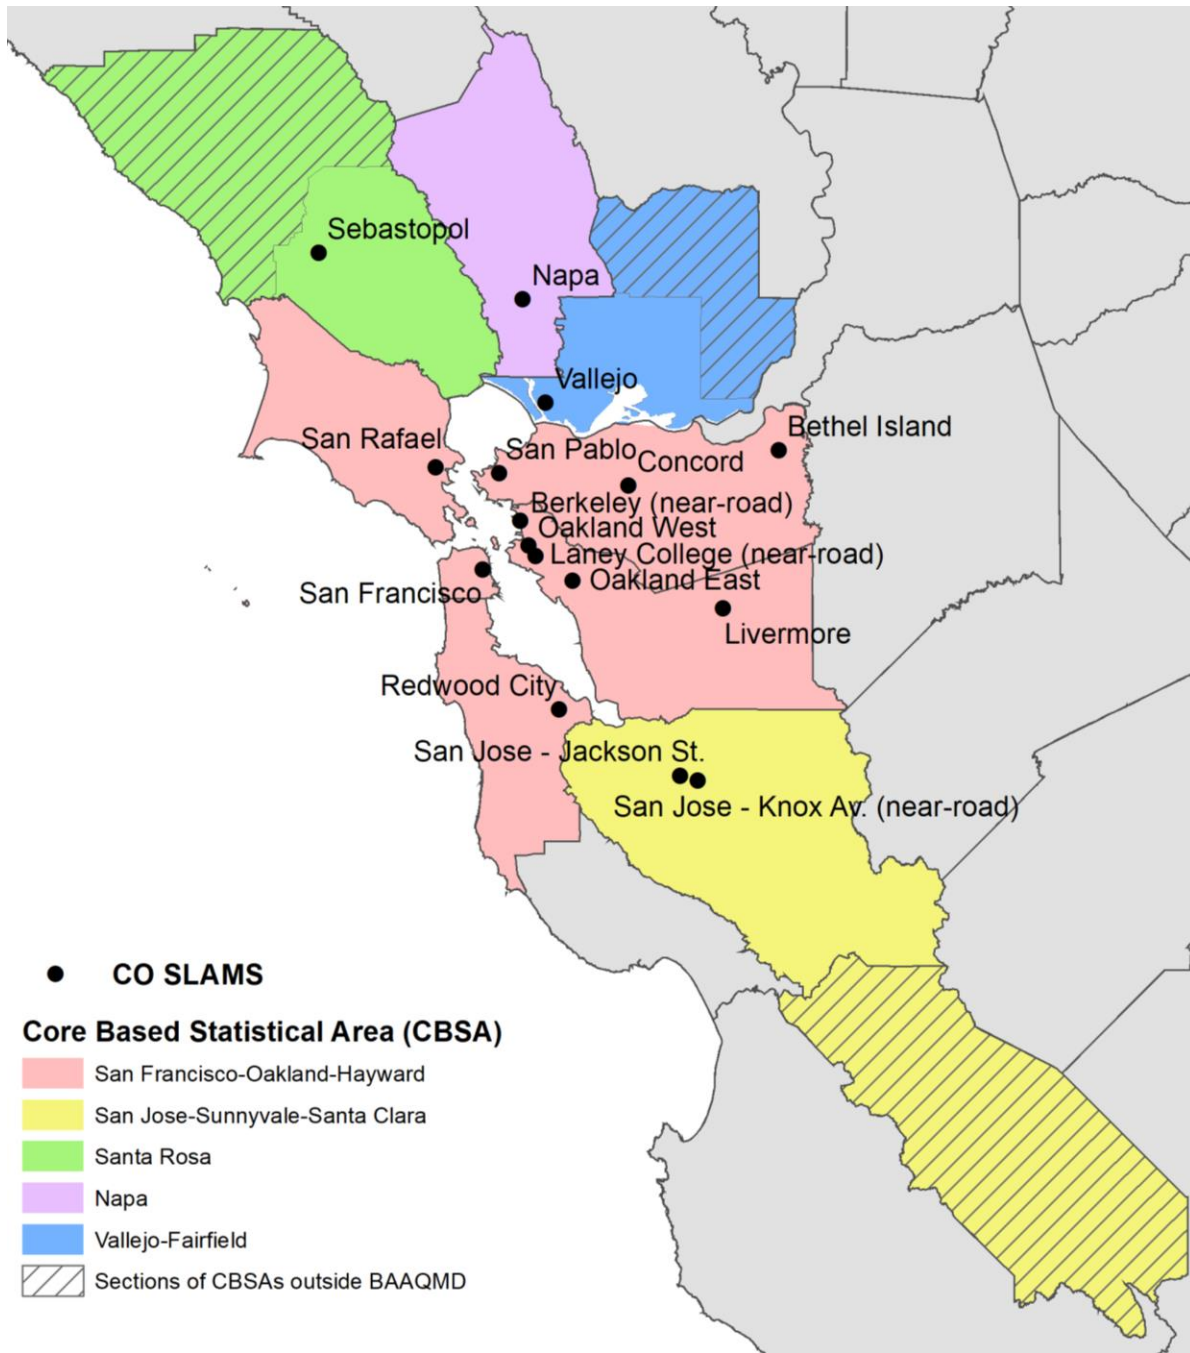 Sebastopol
Napa
Vallejo
Bethel Island
San Rafael
San Pablo
Concord
Berkeley (near-road)
Oakland West
Laney College (near-road)
Oakland East
San Francisco
Livermore
Redwood City
San Jose - Jackson St.
San Jose - Knox Av. (near-road)
CO SLAMS
Core Based Statistical Area (CBSA)
San Francisco-Oakland-Hayward
San Jose-Sunnyvale-Santa Clara
Santa Rosa
Napa
Vallejo-Fairfield
Sections of CBSAs outside BAAQMD